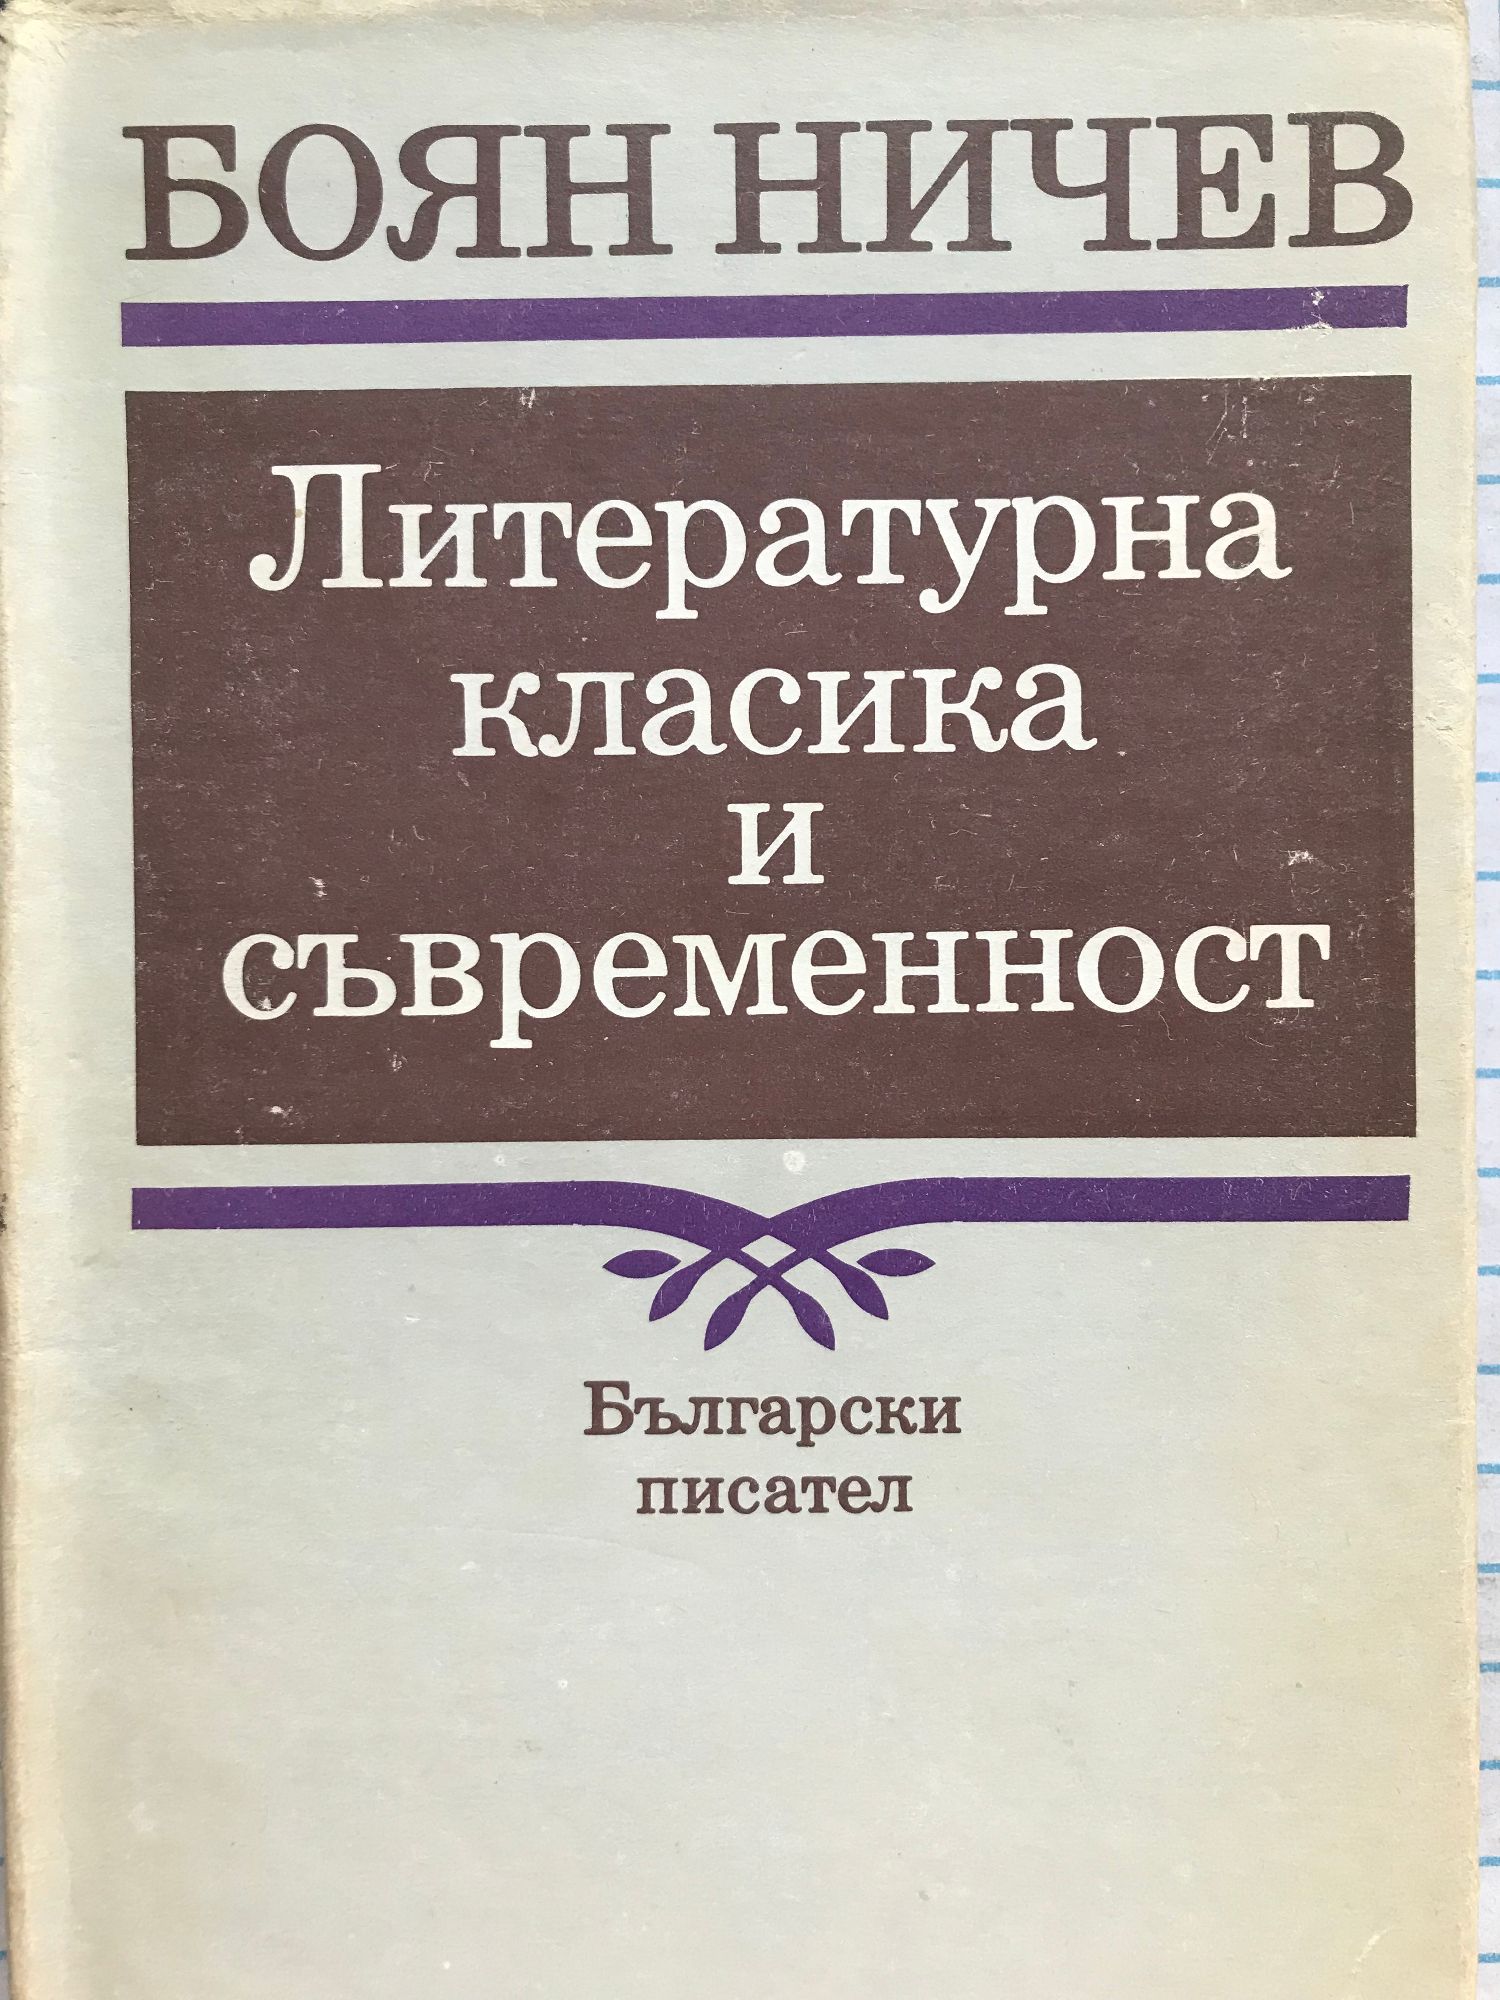 БОЯН НИЧЕВ
Литературна
класика
и
съвременност
Български
писател